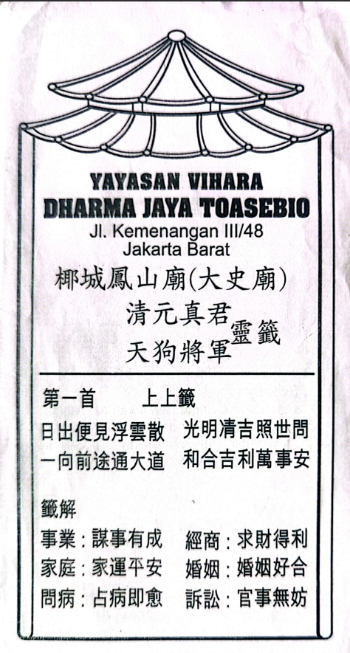 YAYASAN VIHARA
DHARMA JAYA TOASEBIO
Jl. Kemenangan III/48
Jakarta Barat
椰城鳳山廟(大史廟)
清元真君
天狗將軍
靈籤
第一首 上上籤
日出便見浮雲散 光明清吉照世間
一向前途通大道 和合吉利萬事安
籤解
事業:謀事有成 經商:求財得利
家庭:家運平安 婚姻:婚姻好合
問病:占病即愈 訴訟:官事無妨